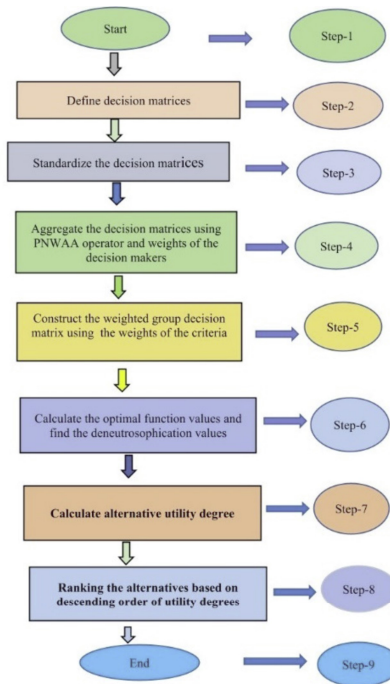 Start
Step-1
Define decision matrices
Step-2
Standardize the decision matrices
Step-3
Aggregate the decision matrices using
PNWAA operator and weights of the
decision makers
Step-4
Construct the weighted group decision
matrix using the weights of the criteria
Step-5
Calculate the optimal function values and
find the deneutrosophication values
Step-6
Calculate alternative utility degree
Step-7
Ranking the alternatives based on
descending order of utility degrees
Step-8
End
Step-9